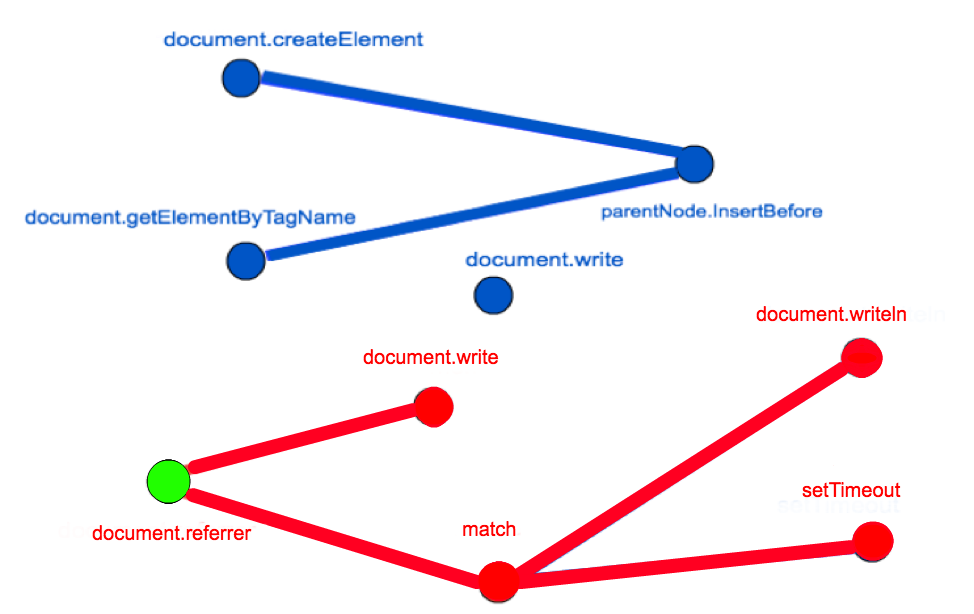 document.createElement
document.getElementByTagName
parentNode.InsertBefore
document.write
document.writeln
document.write
setTimeout
match
document.referrer